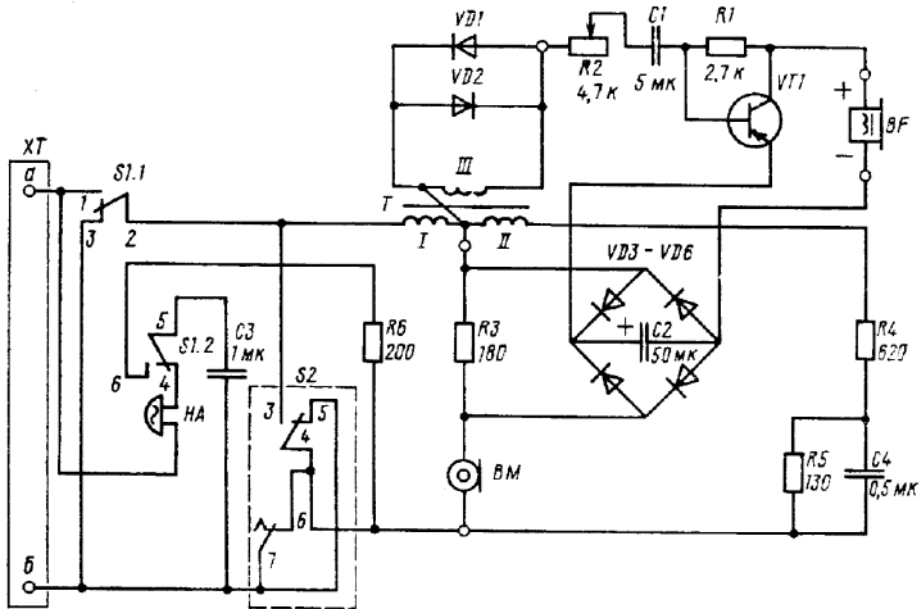 VD1
VD2
R2
4,7 к
C1
5 мк
R1
2,7 к
VT1
+
BF
−
XT
а
S1.1
1
3
2
III
T
I
II
VD3 - VD6
5
S1.2
6
4
HA
C3
1 мк
R6
200
R3
180
+
C2
50 мк
R4
620
S2
3
5
4
6
7
BM
R5
130
C4
0,5 мк
б